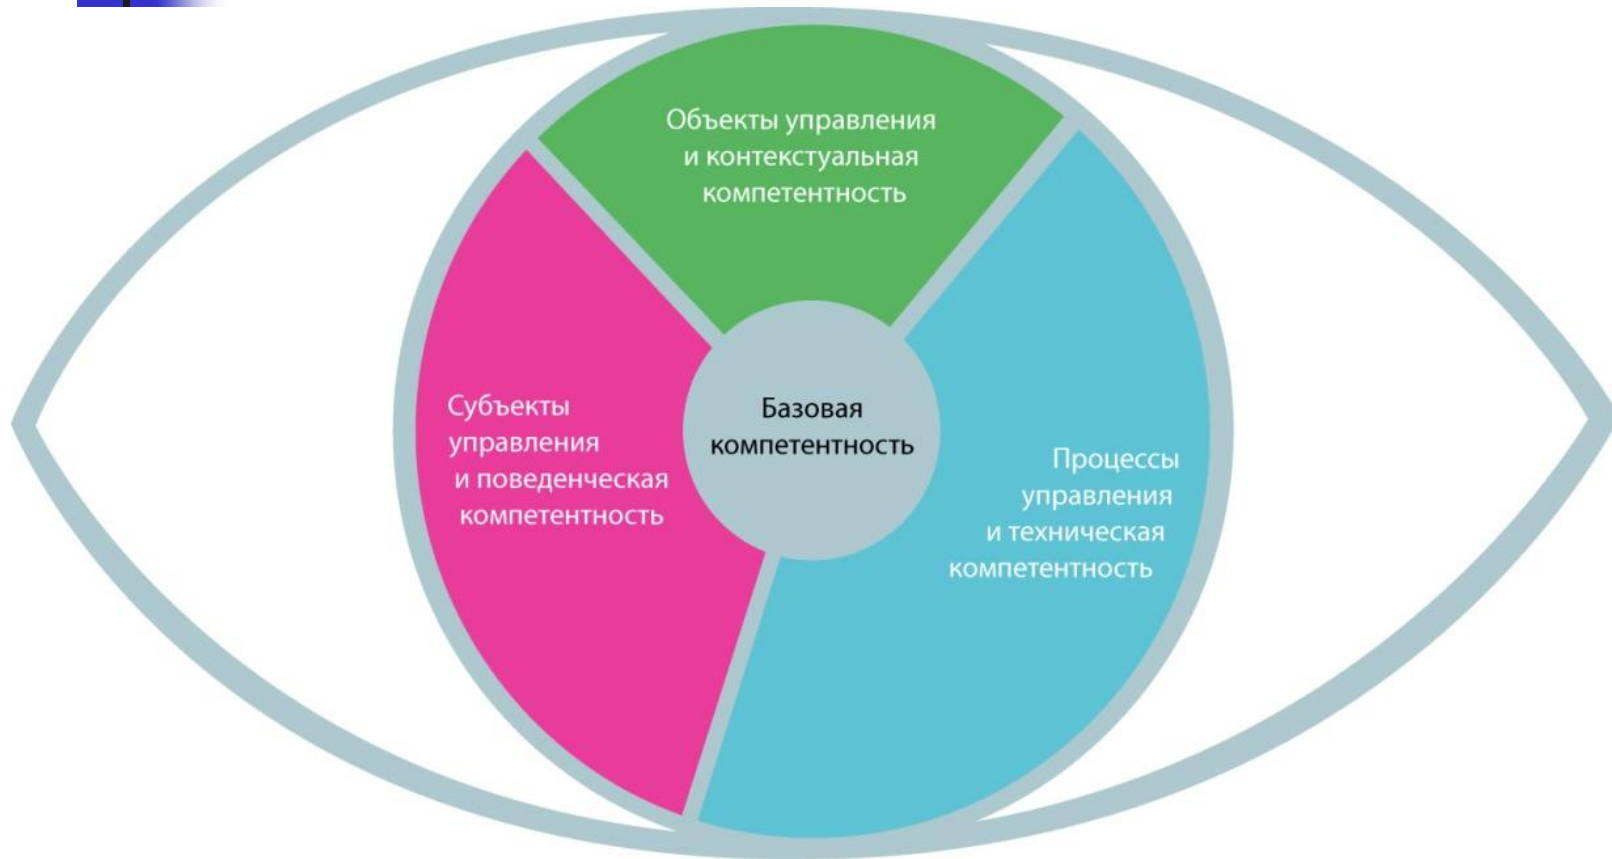 Объекты управления
и контекстуальная
компетентность
Субъекты
управления
и поведенческая
компетентность
Базовая
компетентность
Процессы
управления
и техническая
компетентность